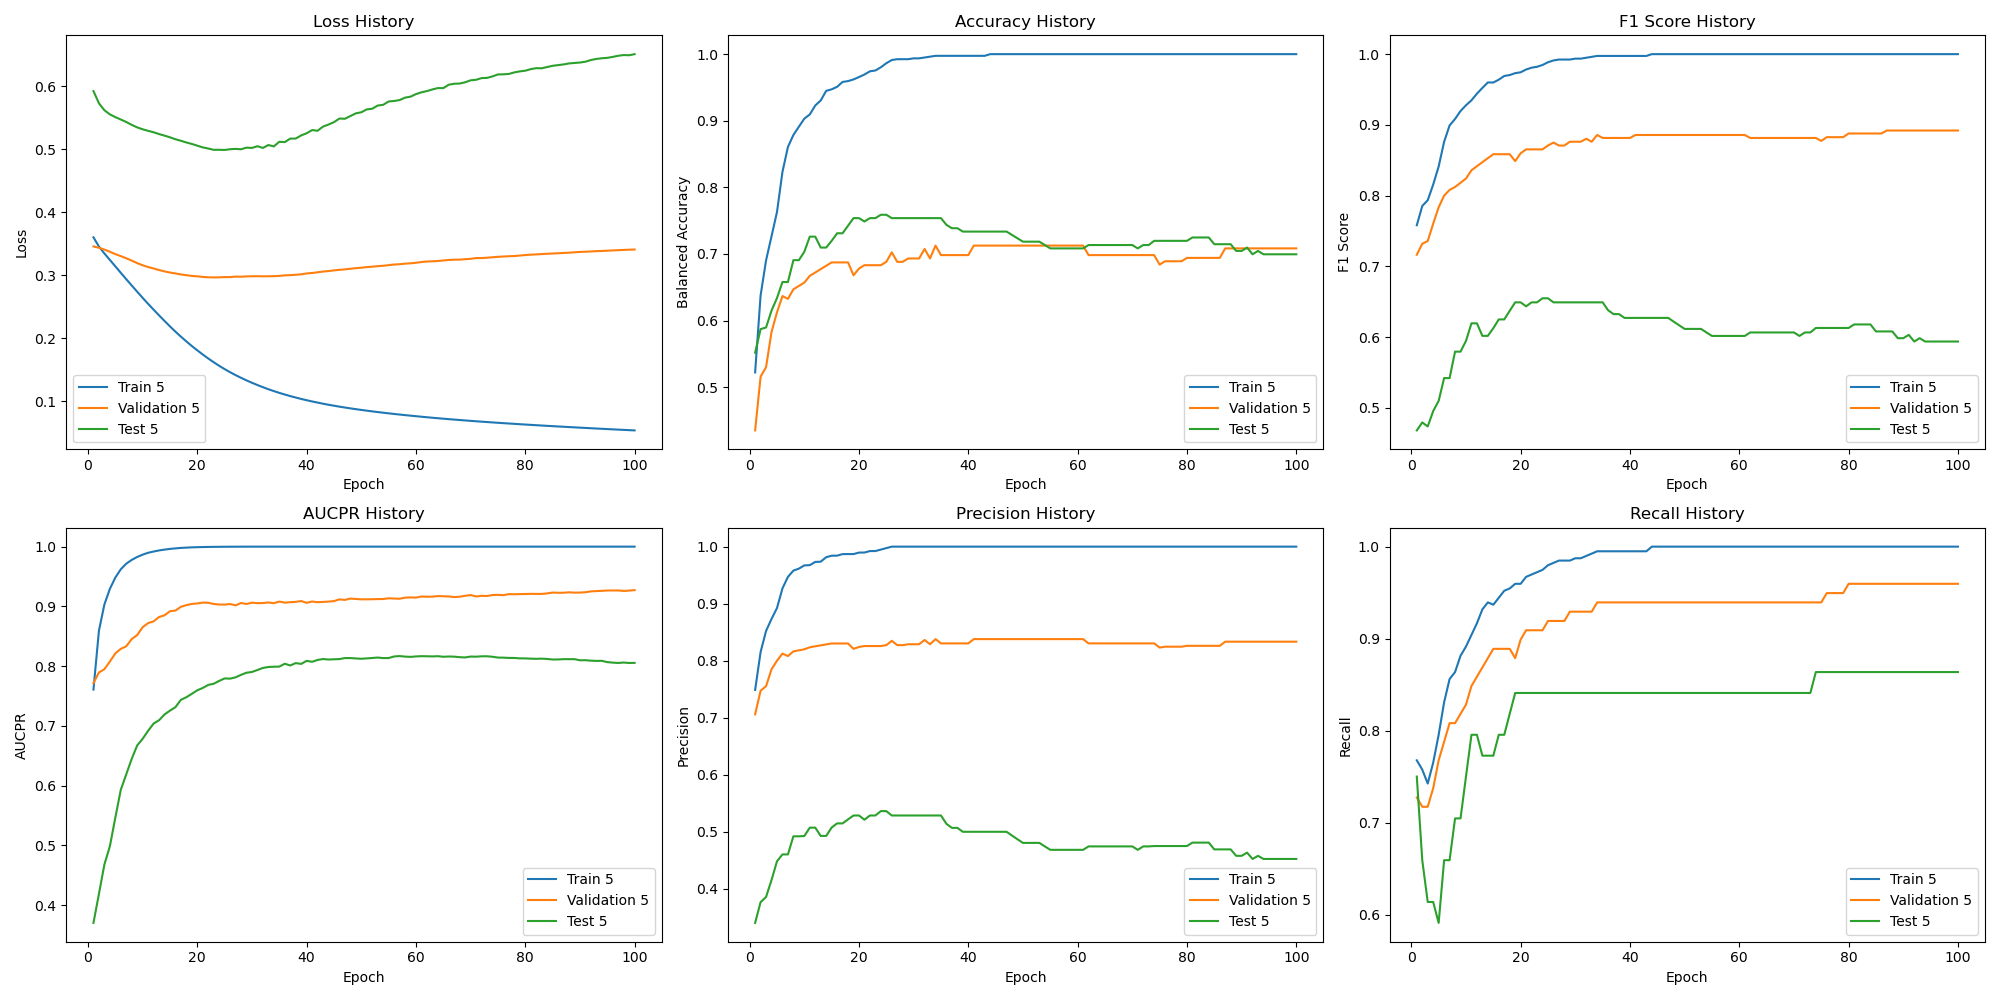 Loss History
Loss
0.6
0.5
0.4
0.3
0.2
0.1
Train 5
Validation 5
Test 5
0 20 40 60 80 100
Epoch
Accuracy History
Balanced Accuracy
1.0
0.9
0.8
0.7
0.6
0.5
Train 5
Validation 5
Test 5
0 20 40 60 80 100
Epoch
F1 Score History
F1 Score
1.0
0.9
0.8
0.7
0.6
0.5
Train 5
Validation 5
Test 5
0 20 40 60 80 100
Epoch
AUCPR History
AUCPR
1.0
0.9
0.8
0.7
0.6
0.5
0.4
Train 5
Validation 5
Test 5
0 20 40 60 80 100
Epoch
Precision History
Precision
1.0
0.9
0.8
0.7
0.6
0.5
0.4
Train 5
Validation 5
Test 5
0 20 40 60 80 100
Epoch
Recall History
Recall
1.0
0.9
0.8
0.7
0.6
Train 5
Validation 5
Test 5
0 20 40 60 80 100
Epoch